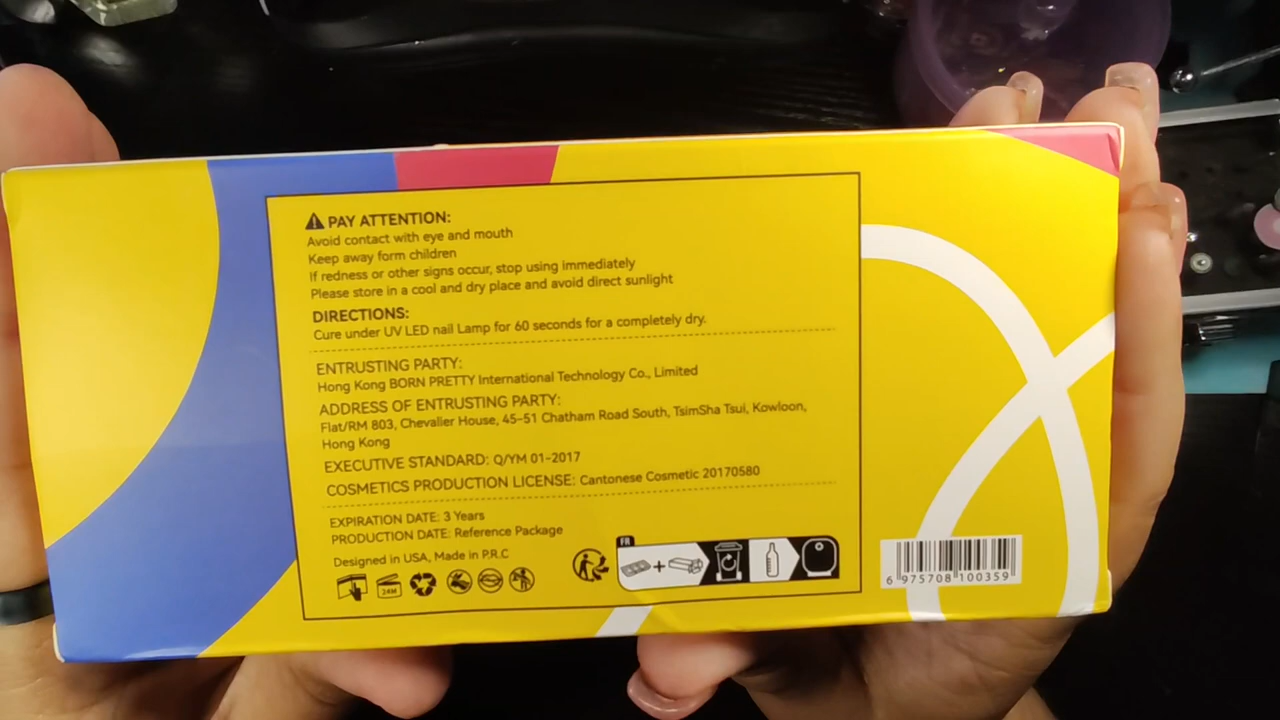 PAY ATTENTION:
Avoid contact with eye and mouth
Keep away form children
If redness or other signs occur, stop using immediately
Please store in a cool and dry place and avoid direct sunlight
DIRECTIONS:
Cure under UV LED nail Lamp for 60 seconds for a completely dry.
ENTRUSTING PARTY:
Hong Kong BORN PRETTY International Technology Co., Limited
ADDRESS OF ENTRUSTING PARTY:
Flat/RM 803, Chevalier House, 45-51 Chatham Road South, TsimSha Tsui, Kowloon,
Hong Kong
EXECUTIVE STANDARD: Q/YM 01-2017
COSMETICS PRODUCTION LICENSE: Cantonese Cosmetic 20170580
EXPIRATION DATE: 3 Years
PRODUCTION DATE: Reference Package
Designed in USA, Made in P.R.C
24M
FR
6 975708 100359